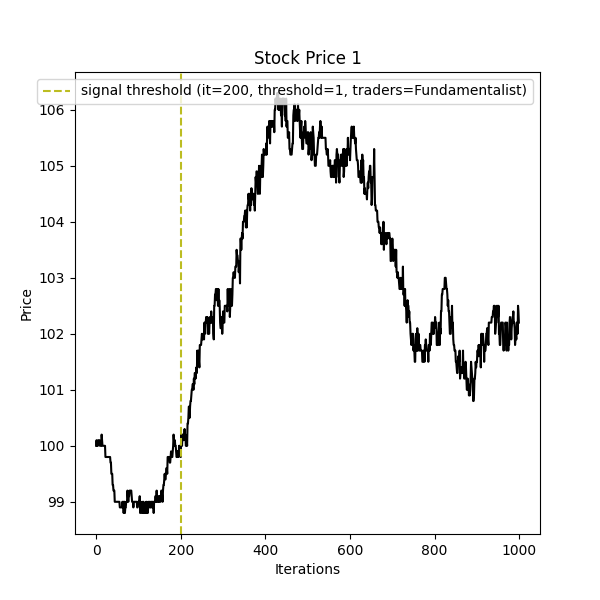 Stock Price 1
signal threshold (it=200, threshold=1, traders=Fundamentalist)
106
105
104
103
102
101
100
99
Price
0 200 400 600 800 1000
Iterations